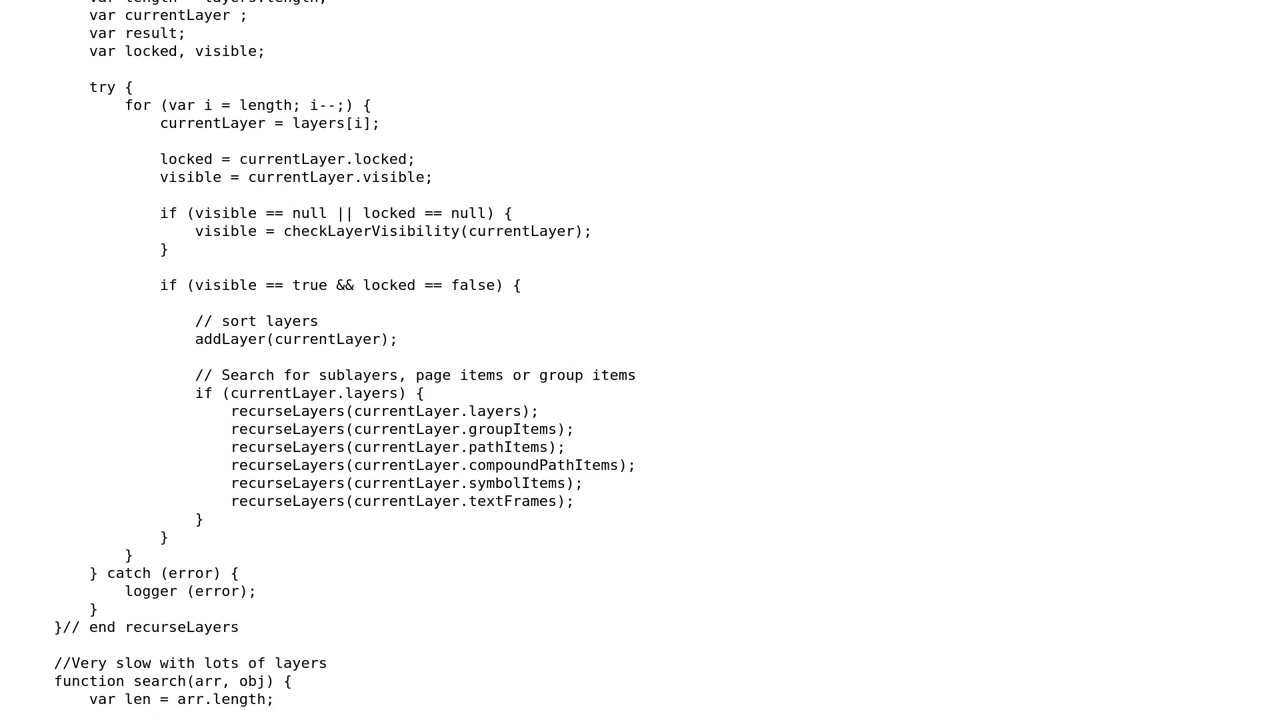 var length = layers.length;
var currentLayer ;
var result;
var locked, visible;
try {
for (var i = length; i--;) {
currentLayer = layers[i];
locked = currentLayer.locked;
visible = currentLayer.visible;
if (visible == null || locked == null) {
visible = checkLayerVisibility(currentLayer);
}
if (visible == true && locked == false) {
// sort layers
addLayer(currentLayer);
// Search for sublayers, page items or group items
if (currentLayer.layers) {
recurseLayers(currentLayer.layers);
recurseLayers(currentLayer.groupItems);
recurseLayers(currentLayer.pathItems);
recurseLayers(currentLayer.compoundPathItems);
recurseLayers(currentLayer.symbolItems);
recurseLayers(currentLayer.textFrames);
}
}
}
} catch (error) {
logger (error);
}
}// end recurseLayers
//Very slow with lots of layers
function search(arr, obj) {
var len = arr.length;